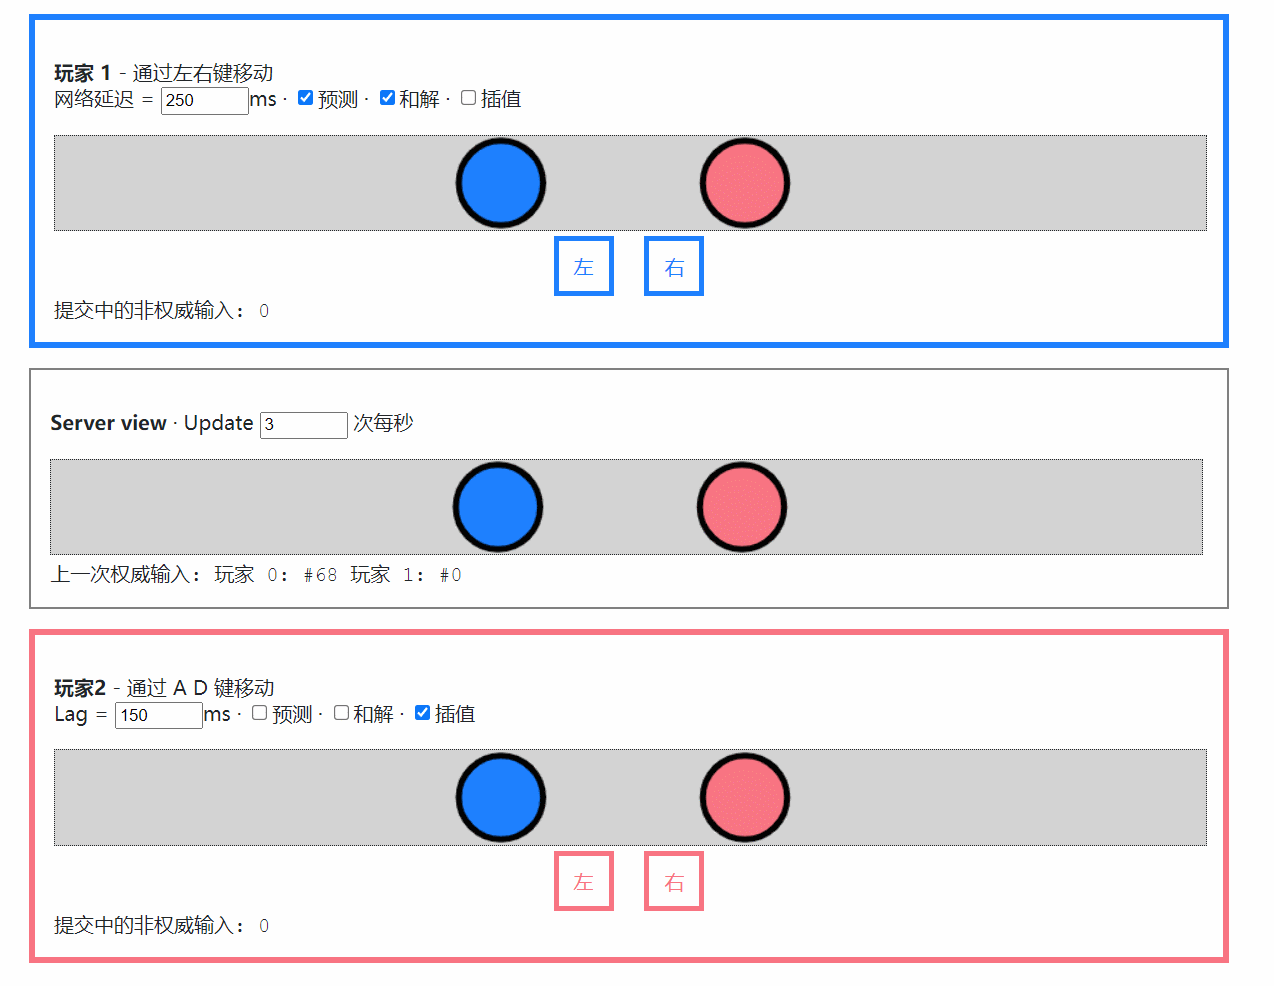 玩家 1 - 通过左右键移动
网络延迟 = 250 ms · 预测 · 和解 · 插值
左 右
提交中的非权威输入: 0
Server view · Update 3 次每秒
上一次权威输入: 玩家 0: #68 玩家 1: #0
玩家2 - 通过 A D 键移动
Lag = 150 ms · 预测 · 和解 · 插值
左 右
提交中的非权威输入: 0